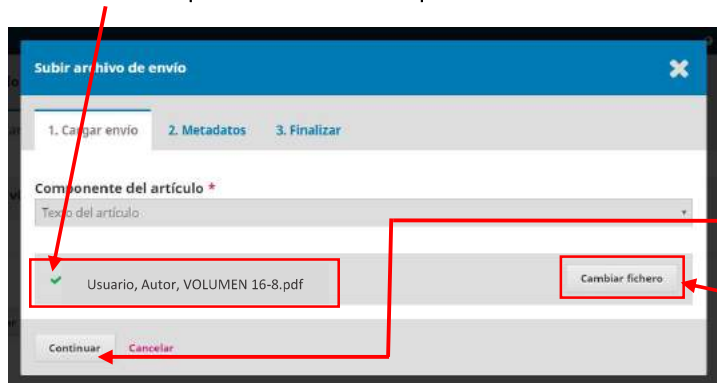 Subir archivo de envío
1. Cargar envío 2. Metadatos 3. Finalizar
Componente del artículo *
Texto del artículo
Usuario, Autor, VOLUMEN 16-8.pdf
Cambiar fichero
Continuar Cancelar